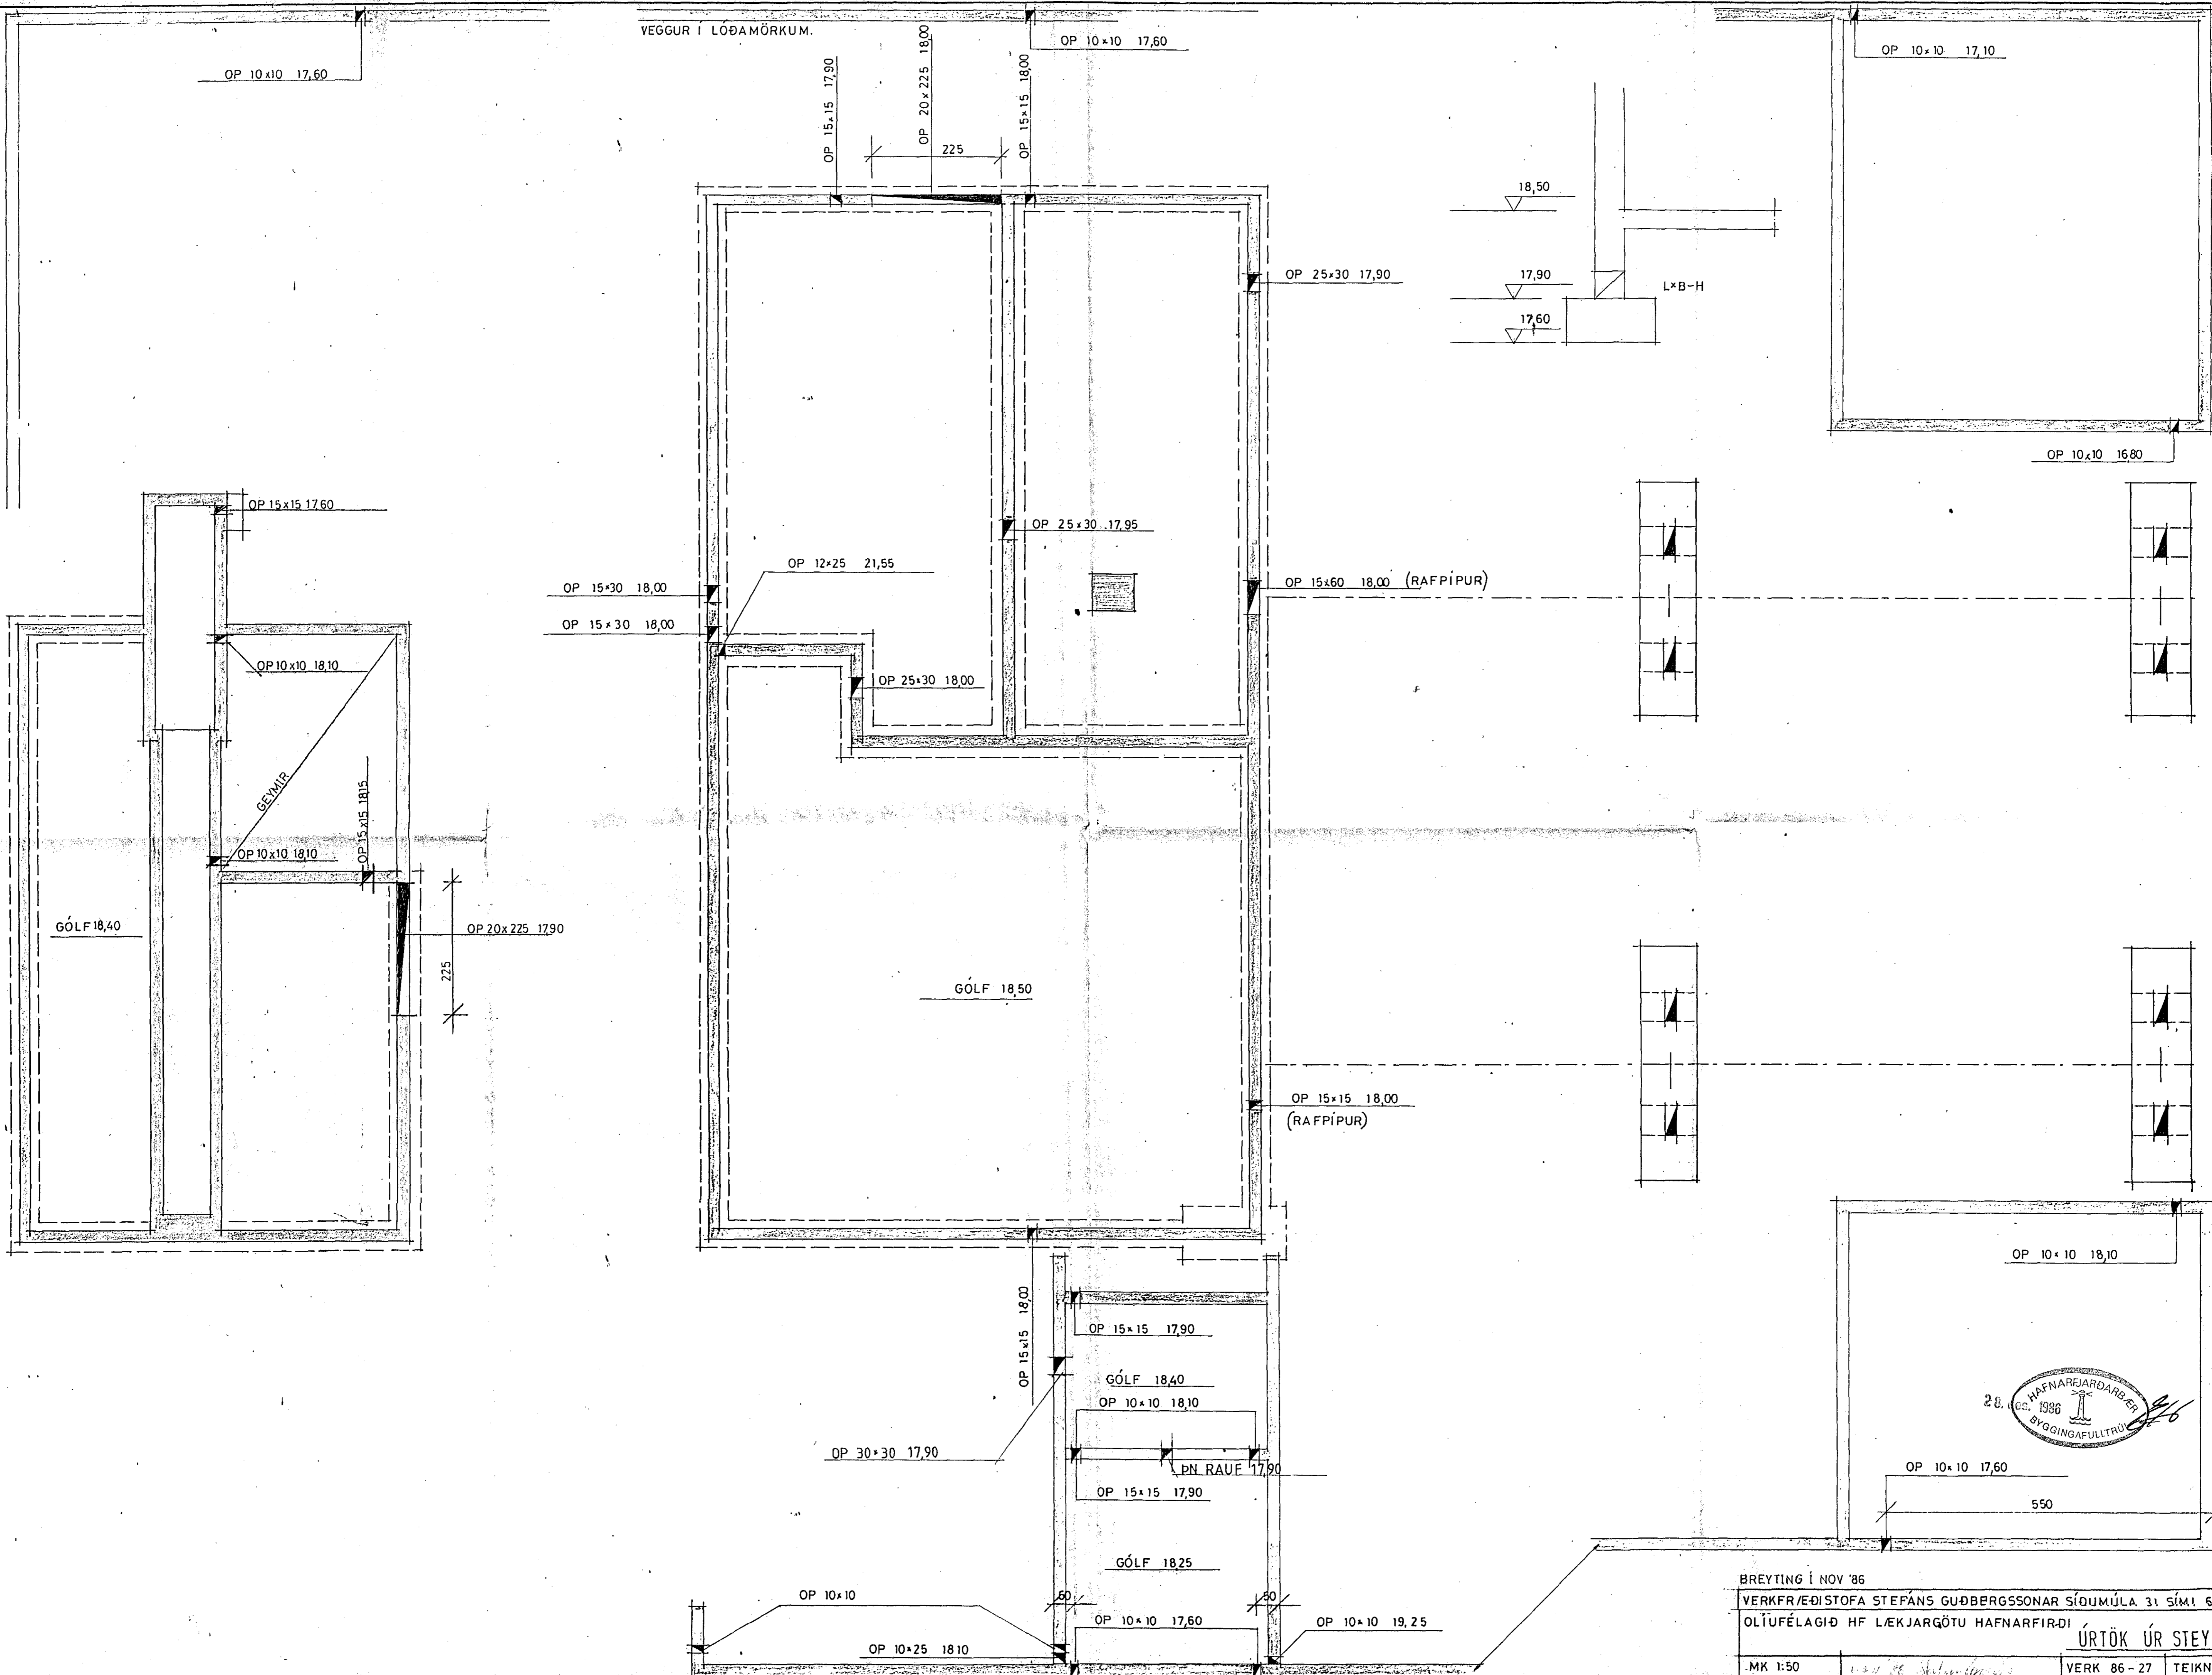 VEGGUR Í LÓÐAMÖRKUM.
OP 10x10 17,60
OP 10x10 17,60
OP 10x10 17,10
OP 15x15 17,90
OP 20x225 18,00
OP 15x15 18,00
225
18,50
17,90
17,60
LxB-H
OP 25x30 17,90
OP 10x10 16,80
OP 15x15 17,60
OP 25x30 17,95
OP 12x25 21,55
OP 15x30 18,00
OP 15x30 18,00
OP 15x60 18,00 (RAFPÍPUR)
OP 10x10 18,10
OP 25x30 18,00
GEYMIR
OP 15x15 18,15
OP 10x10 18,10
GÓLF 18,40
OP 20x225 17,90
225
GÓLF 18,50
OP 15x15 18,00
(RAFPÍPUR)
OP 10x10 18,10
OP 15x15 18,00
OP 15x15 17,90
GÓLF 18,40
OP 10x10 18,10
OP 30x30 17,90
ÞN RAUF 17,90
OP 15x15 17,90
28. des. 1986
HAFNARFJARÐARBÆR
BYGGINGAFULLTRÚI
OP 10x10 17,60
550
GÓLF 18,25
50
50
OP 10x10
OP 10x10 17,60
OP 10x10 19,25
OP 10x25 18,10
BREYTING Í NOV '86
VERKFRÆÐISTOFA STEFÁNS GUÐBERGSSONAR SÍÐUMÚLA 31 SÍMI 6
OLÍUFÉLAGIÐ HF LÆKJARGÖTU HAFNARFIRÐI
ÚRTÖK ÚR STEY
MK 1:50
VERK 86-27
TEIKN